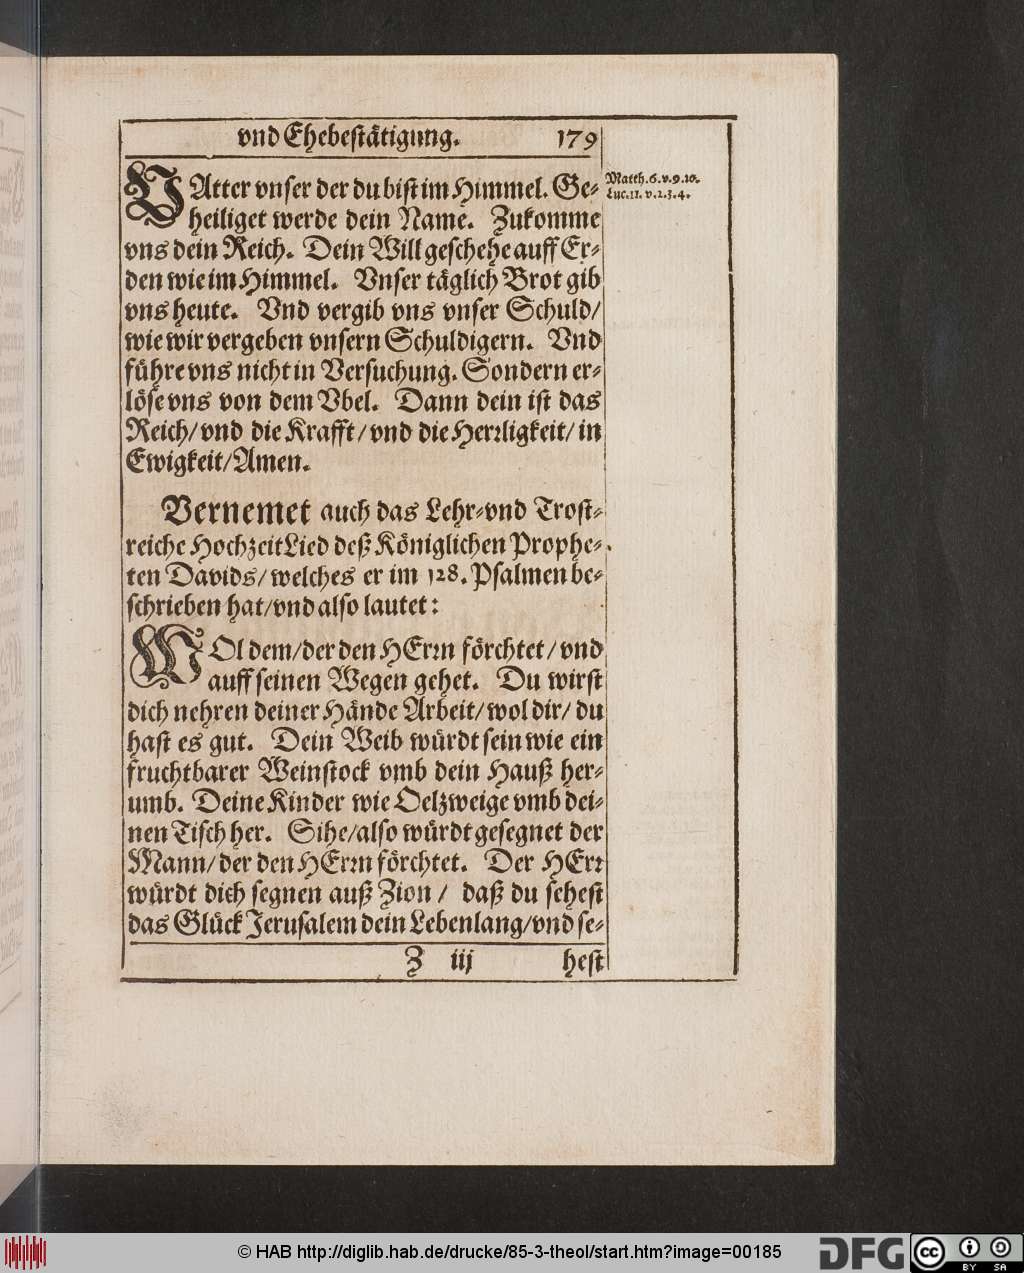 vnd Ehebestätigung. 179
VAtter vnser der du bist im Himmel. Ge-
heiliget werde dein Name. Zukomme
vns dein Reich. Dein Will geschehe auff Er-
den wie im Himmel. Vnser täglich Brot gib
vns heute. Vnd vergib vns vnser Schuld/
wie wir vergeben vnsern Schuldigern. Vnd
führe vns nicht in Versuchung. Sondern er-
löse vns von dem Vbel. Dann dein ist das
Reich/ vnd die Krafft/ vnd die Herrligkeit/ in
Ewigkeit/ Amen.
Matth. 6. v. 9. 10.
Luc. 11. v. 2. 3. 4.
Vernemet auch das Lehr-vnd Trost-
reiche HochzeitLied deß Königlichen Prophe-
ten Davids/ welches er im 128. Psalmen be-
schrieben hat/ vnd also lautet:
WOl dem/ der den HErrn förchtet/ vnd
auff seinen Wegen gehet. Du wirst
dich nehren deiner Hände Arbeit/ wol dir/ du
hast es gut. Dein Weib würdt sein wie ein
fruchtbarer Weinstock vmb dein Hauß her-
umb. Deine Kinder wie Oelzweige vmb dei-
nen Tisch her. Sihe/ also würdt gesegnet der
Mann/ der den HErrn förchtet. Der HErr
würdt dich segnen auß Zion/ daß du sehest
das Glück Jerusalem dein Lebenlang/ vnd se-
Z iij hest
© HAB http://diglib.hab.de/drucke/85-3-theol/start.htm?image=00185
DFG
cc BY SA